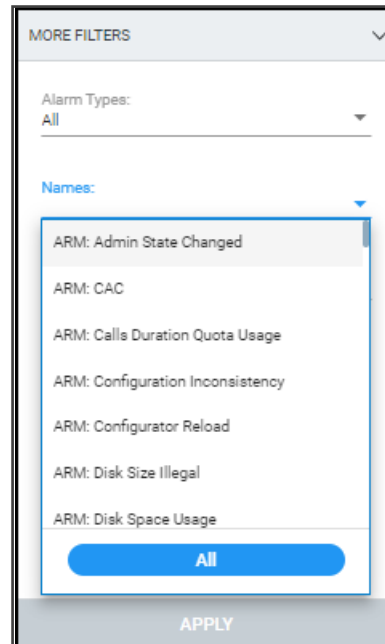 MORE FILTERS
Alarm Types:
All
Names:
ARM: Admin State Changed
ARM: CAC
ARM: Calls Duration Quota Usage
ARM: Configuration Inconsistency
ARM: Configurator Reload
ARM: Disk Size Illegal
ARM: Disk Space Usage
All
APPLY